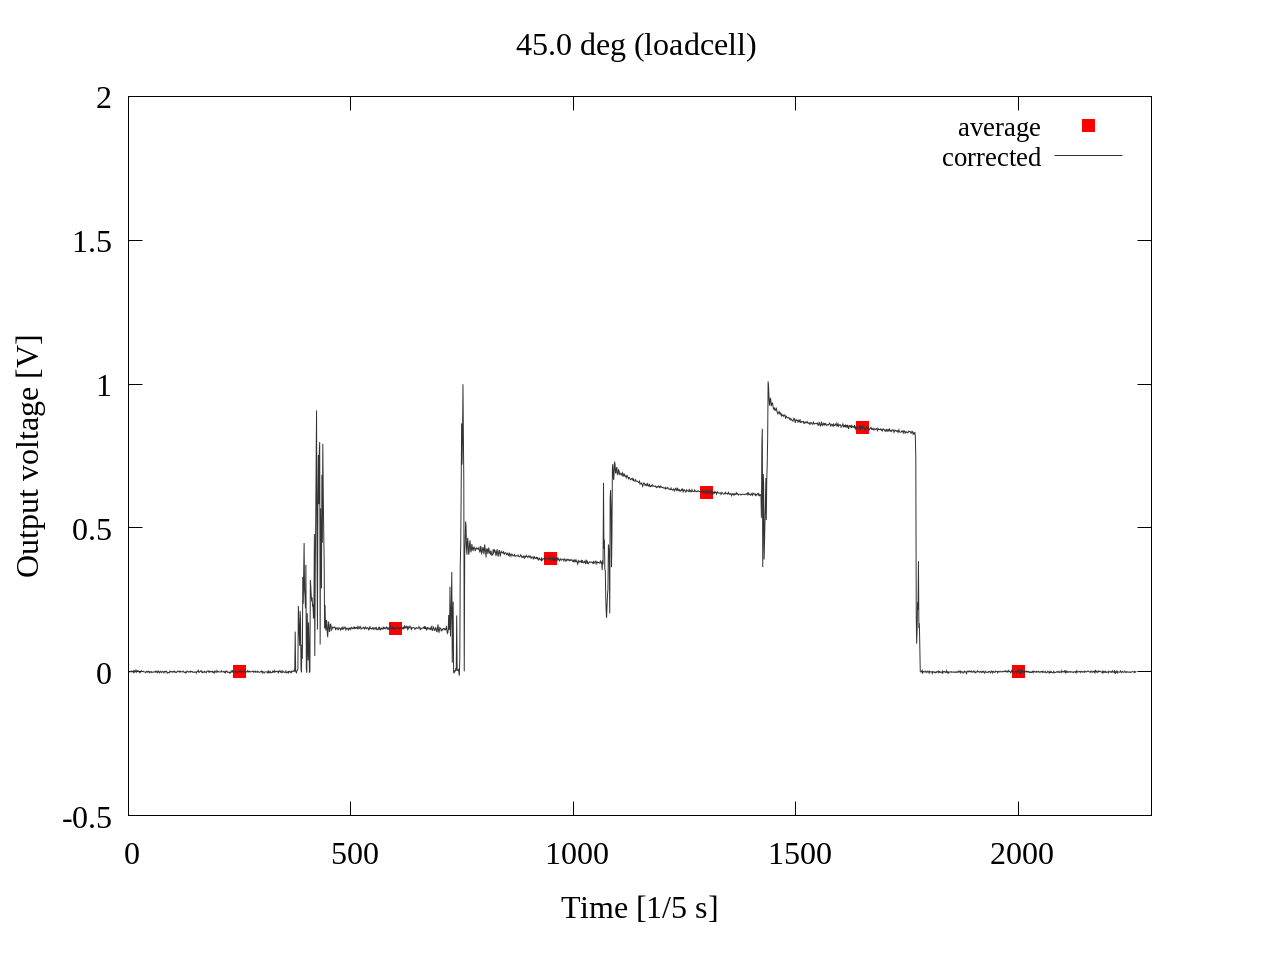 45.0 deg (loadcell)
average
corrected
2
1.5
1
0.5
0
-0.5
Output voltage [V]
0 500 1000 1500 2000
Time [1/5 s]